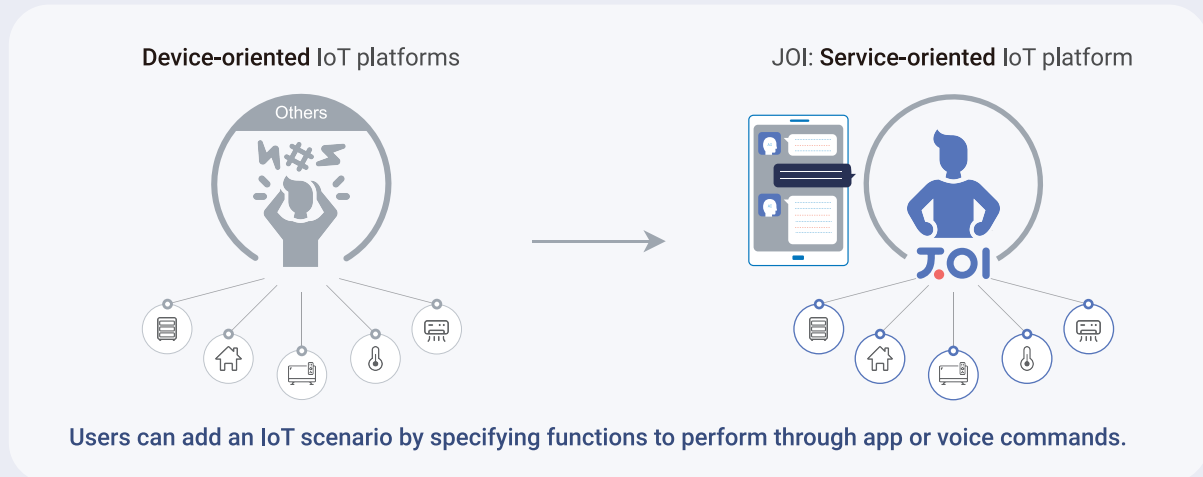 Device-oriented IoT platforms
JOI: Service-oriented IoT platform
Others
J.OI
Users can add an IoT scenario by specifying functions to perform through app or voice commands.